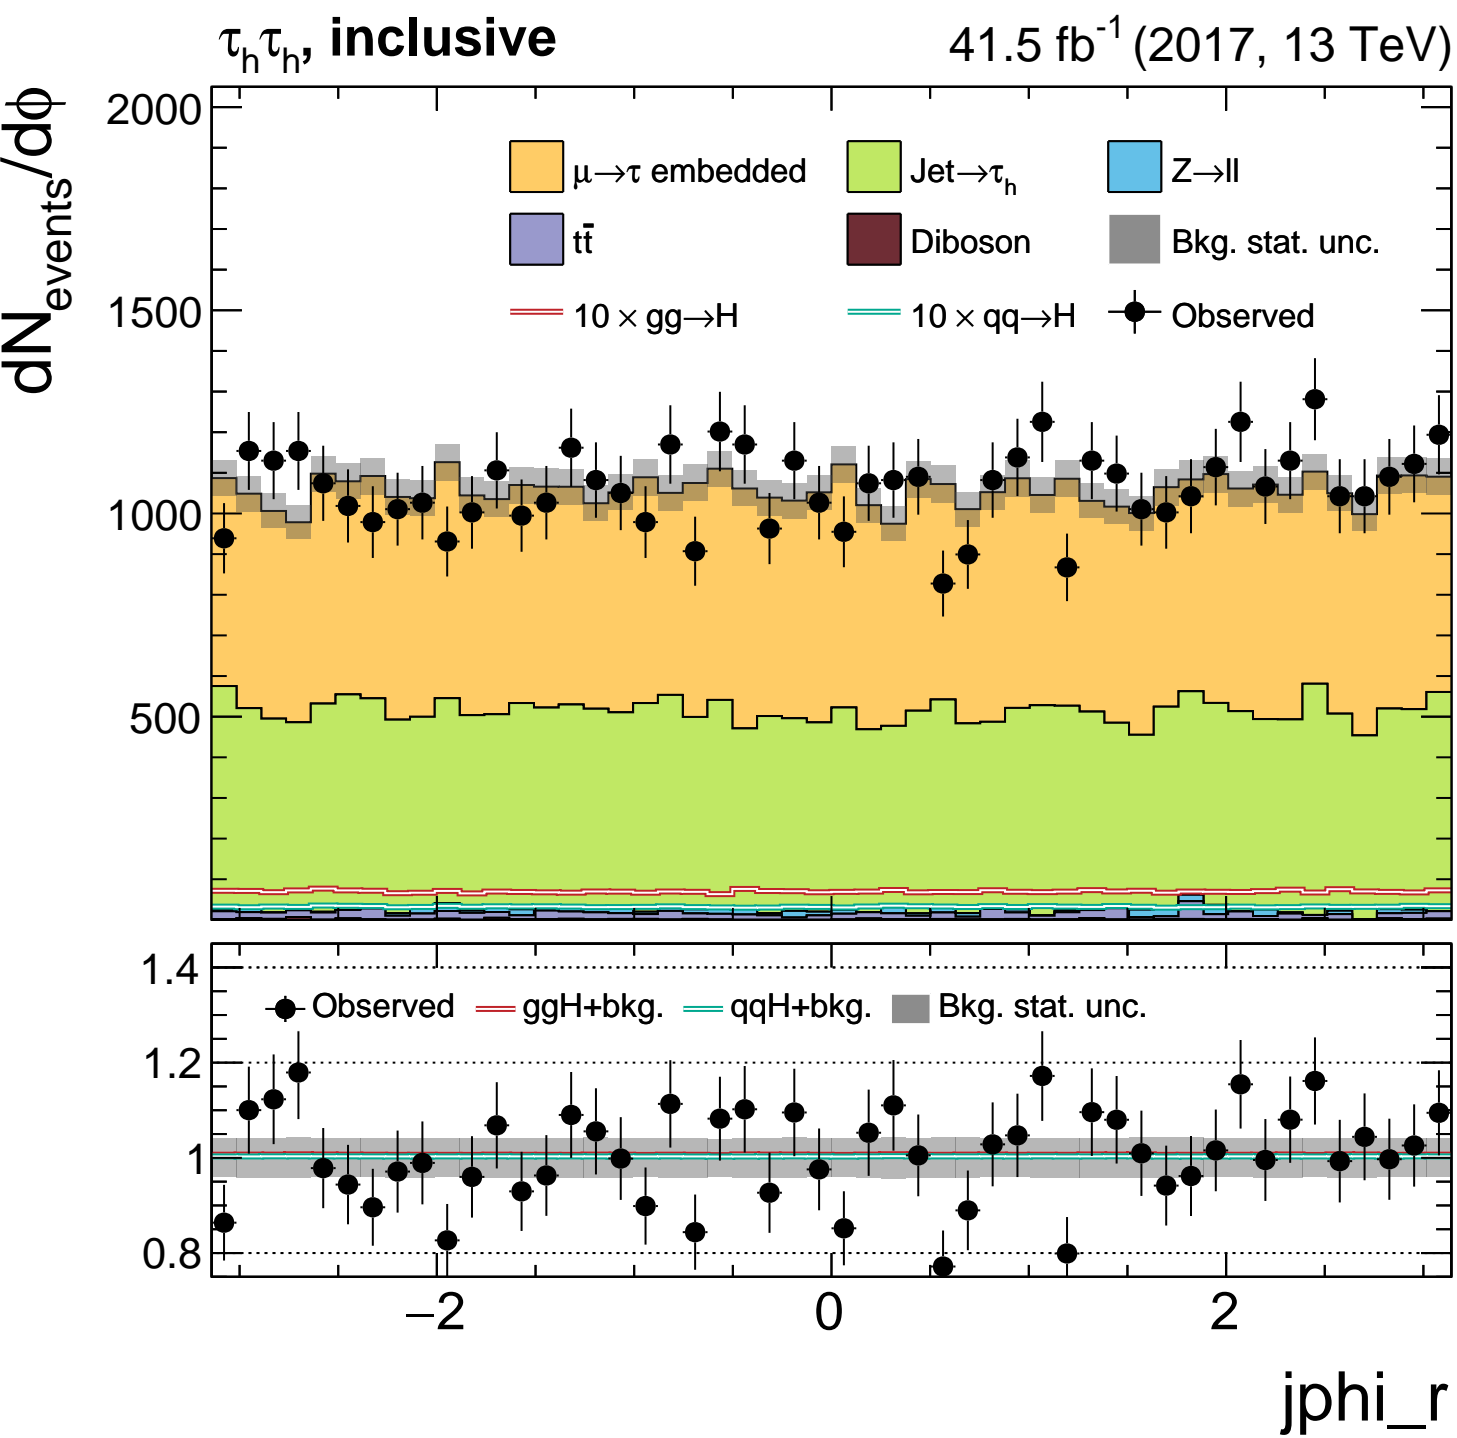 τhτh, inclusive 41.5 fb-1 (2017, 13 TeV)
dNevents/dϕ
2000
1500
1000
500
μ→τ embedded Jet→τh Z→ll
tt̄ Diboson Bkg. stat. unc.
10 × gg→H 10 × qq→H Observed
1.4
1.2
1
0.8
Observed ggH+bkg. qqH+bkg. Bkg. stat. unc.
−2 0 2
jphi_r